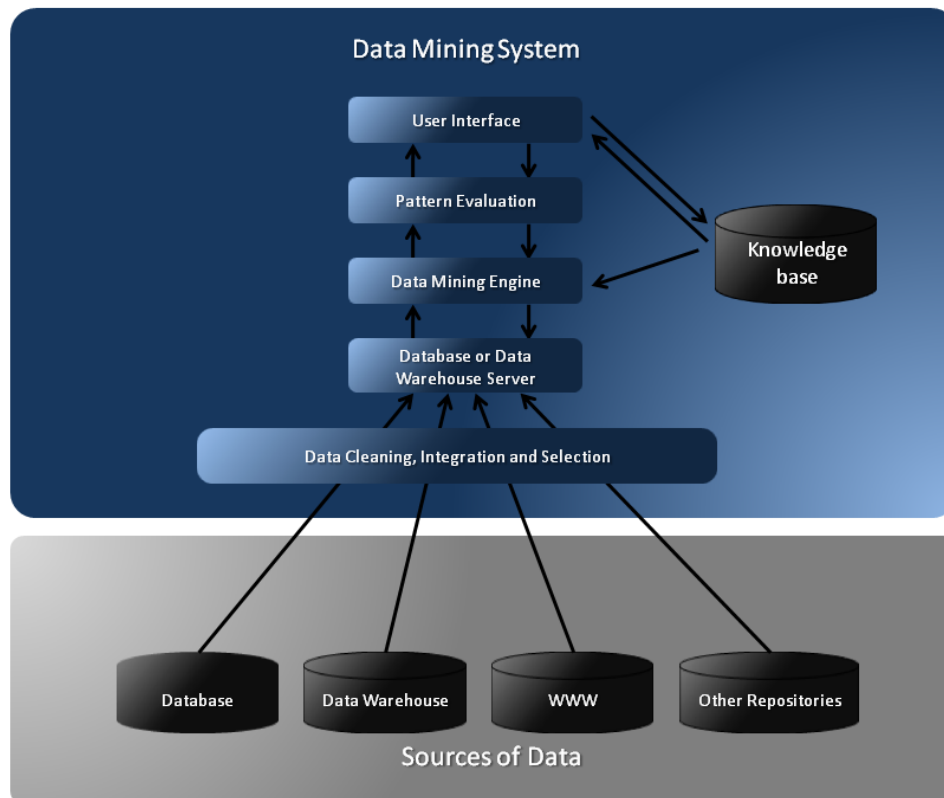 Data Mining System
User Interface
Pattern Evaluation
Knowledge
base
Data Mining Engine
Database or Data
Warehouse Server
Data Cleaning, Integration and Selection
Database
Data Warehouse
WWW
Other Repositories
Sources of Data